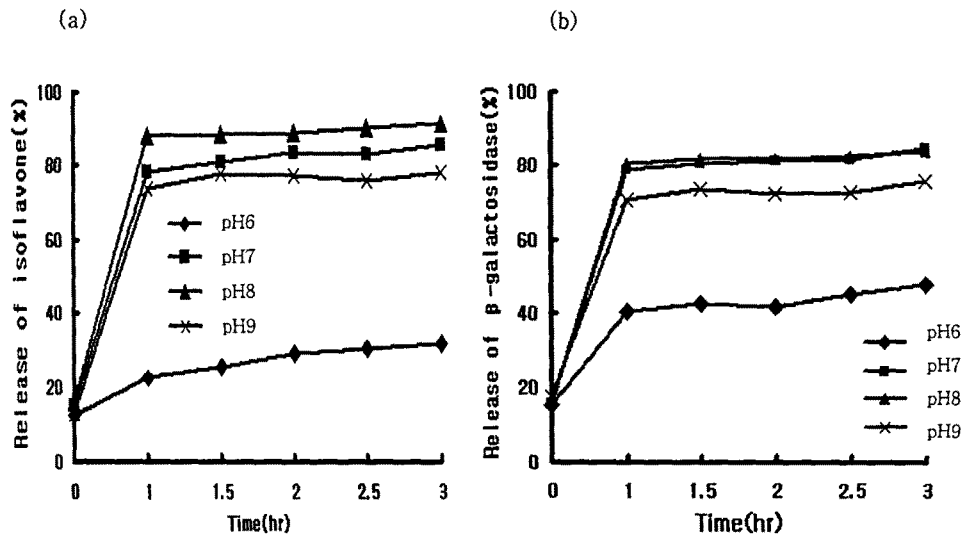 (a)
Release of isoflavone(%)
100
80
60
40
20
0
pH6
pH7
pH8
pH9
0 1 1.5 2 2.5 3
Time(hr)
(b)
Release of β-galactosidase(%)
100
80
60
40
20
0
pH6
pH7
pH8
pH9
0 1 1.5 2 2.5 3
Time(hr)